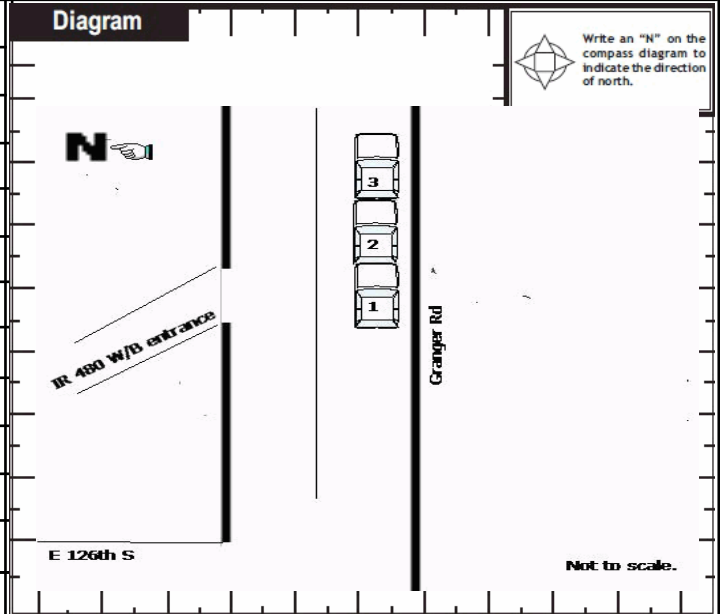 Diagram
Write an “N” on the
compass diagram to
indicate the direction
of north.
N
3
2
1
IR 480 W/B entrance
Granger Rd
E 126th S
Not to scale.